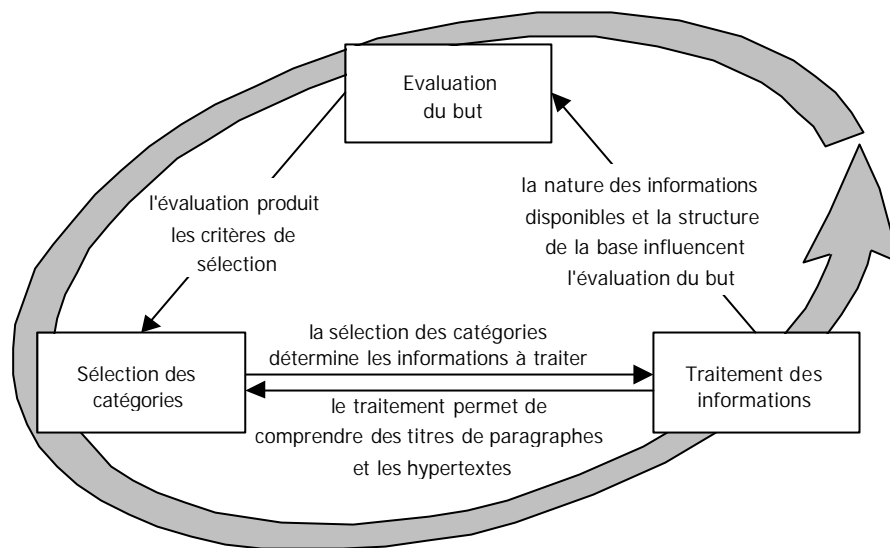 Evaluation
du but
l'évaluation produit
les critères de
sélection
la nature des informations
disponibles et la structure
de la base influencent
l'évaluation du but
la sélection des catégories
détermine les informations à traiter
Sélection des
catégories
Traitement des
informations
le traitement permet de
comprendre des titres de paragraphes
et les hypertextes